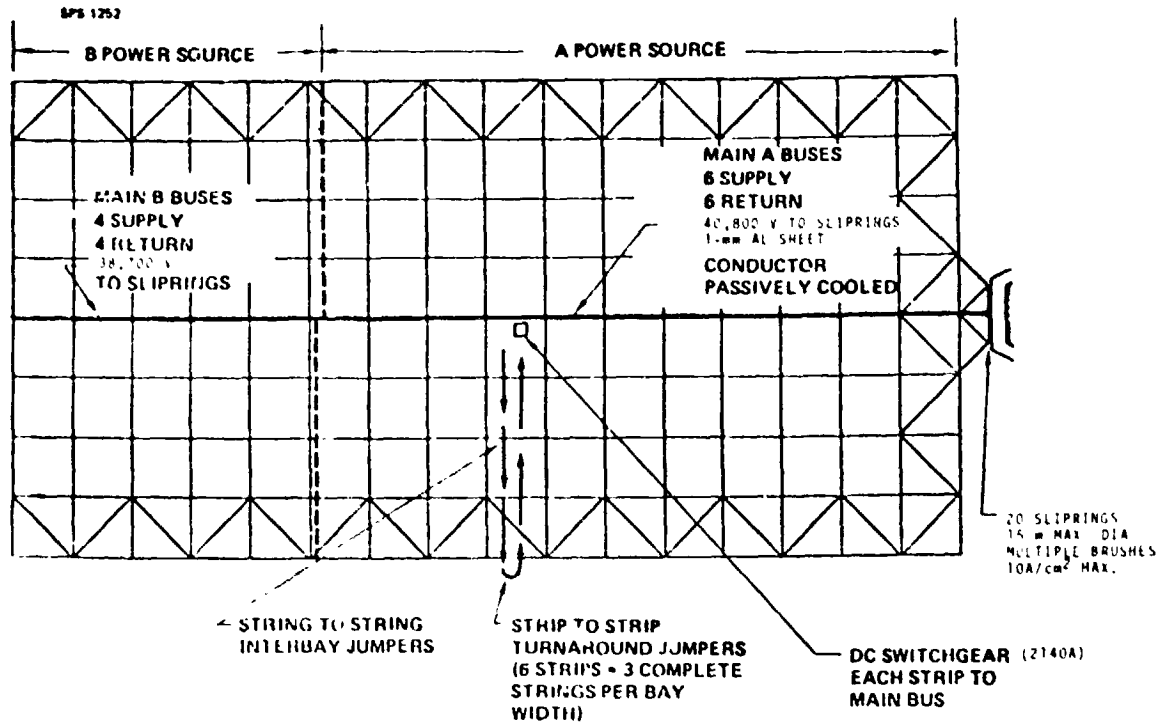 SPS 1252
B POWER SOURCE
A POWER SOURCE
MAIN B BUSES
4 SUPPLY
4 RETURN
38,700 V
TO SLIPRINGS
MAIN A BUSES
6 SUPPLY
6 RETURN
40,800 V TO SLIPRINGS
1-mm AL SHEET
CONDUCTOR
PASSIVELY COOLED
20 SLIPRINGS
MAX. DIA
MULTIPLE BRUSHES
10A/cm² MAX.
STRING TO STRING
INTERBAY JUMPERS
STRIP TO STRIP
TURNAROUND JUMPERS
(6 STRIPS = 3 COMPLETE
STRINGS PER BAY
WIDTH)
DC SWITCHGEAR (2140A)
EACH STRIP TO
MAIN BUS